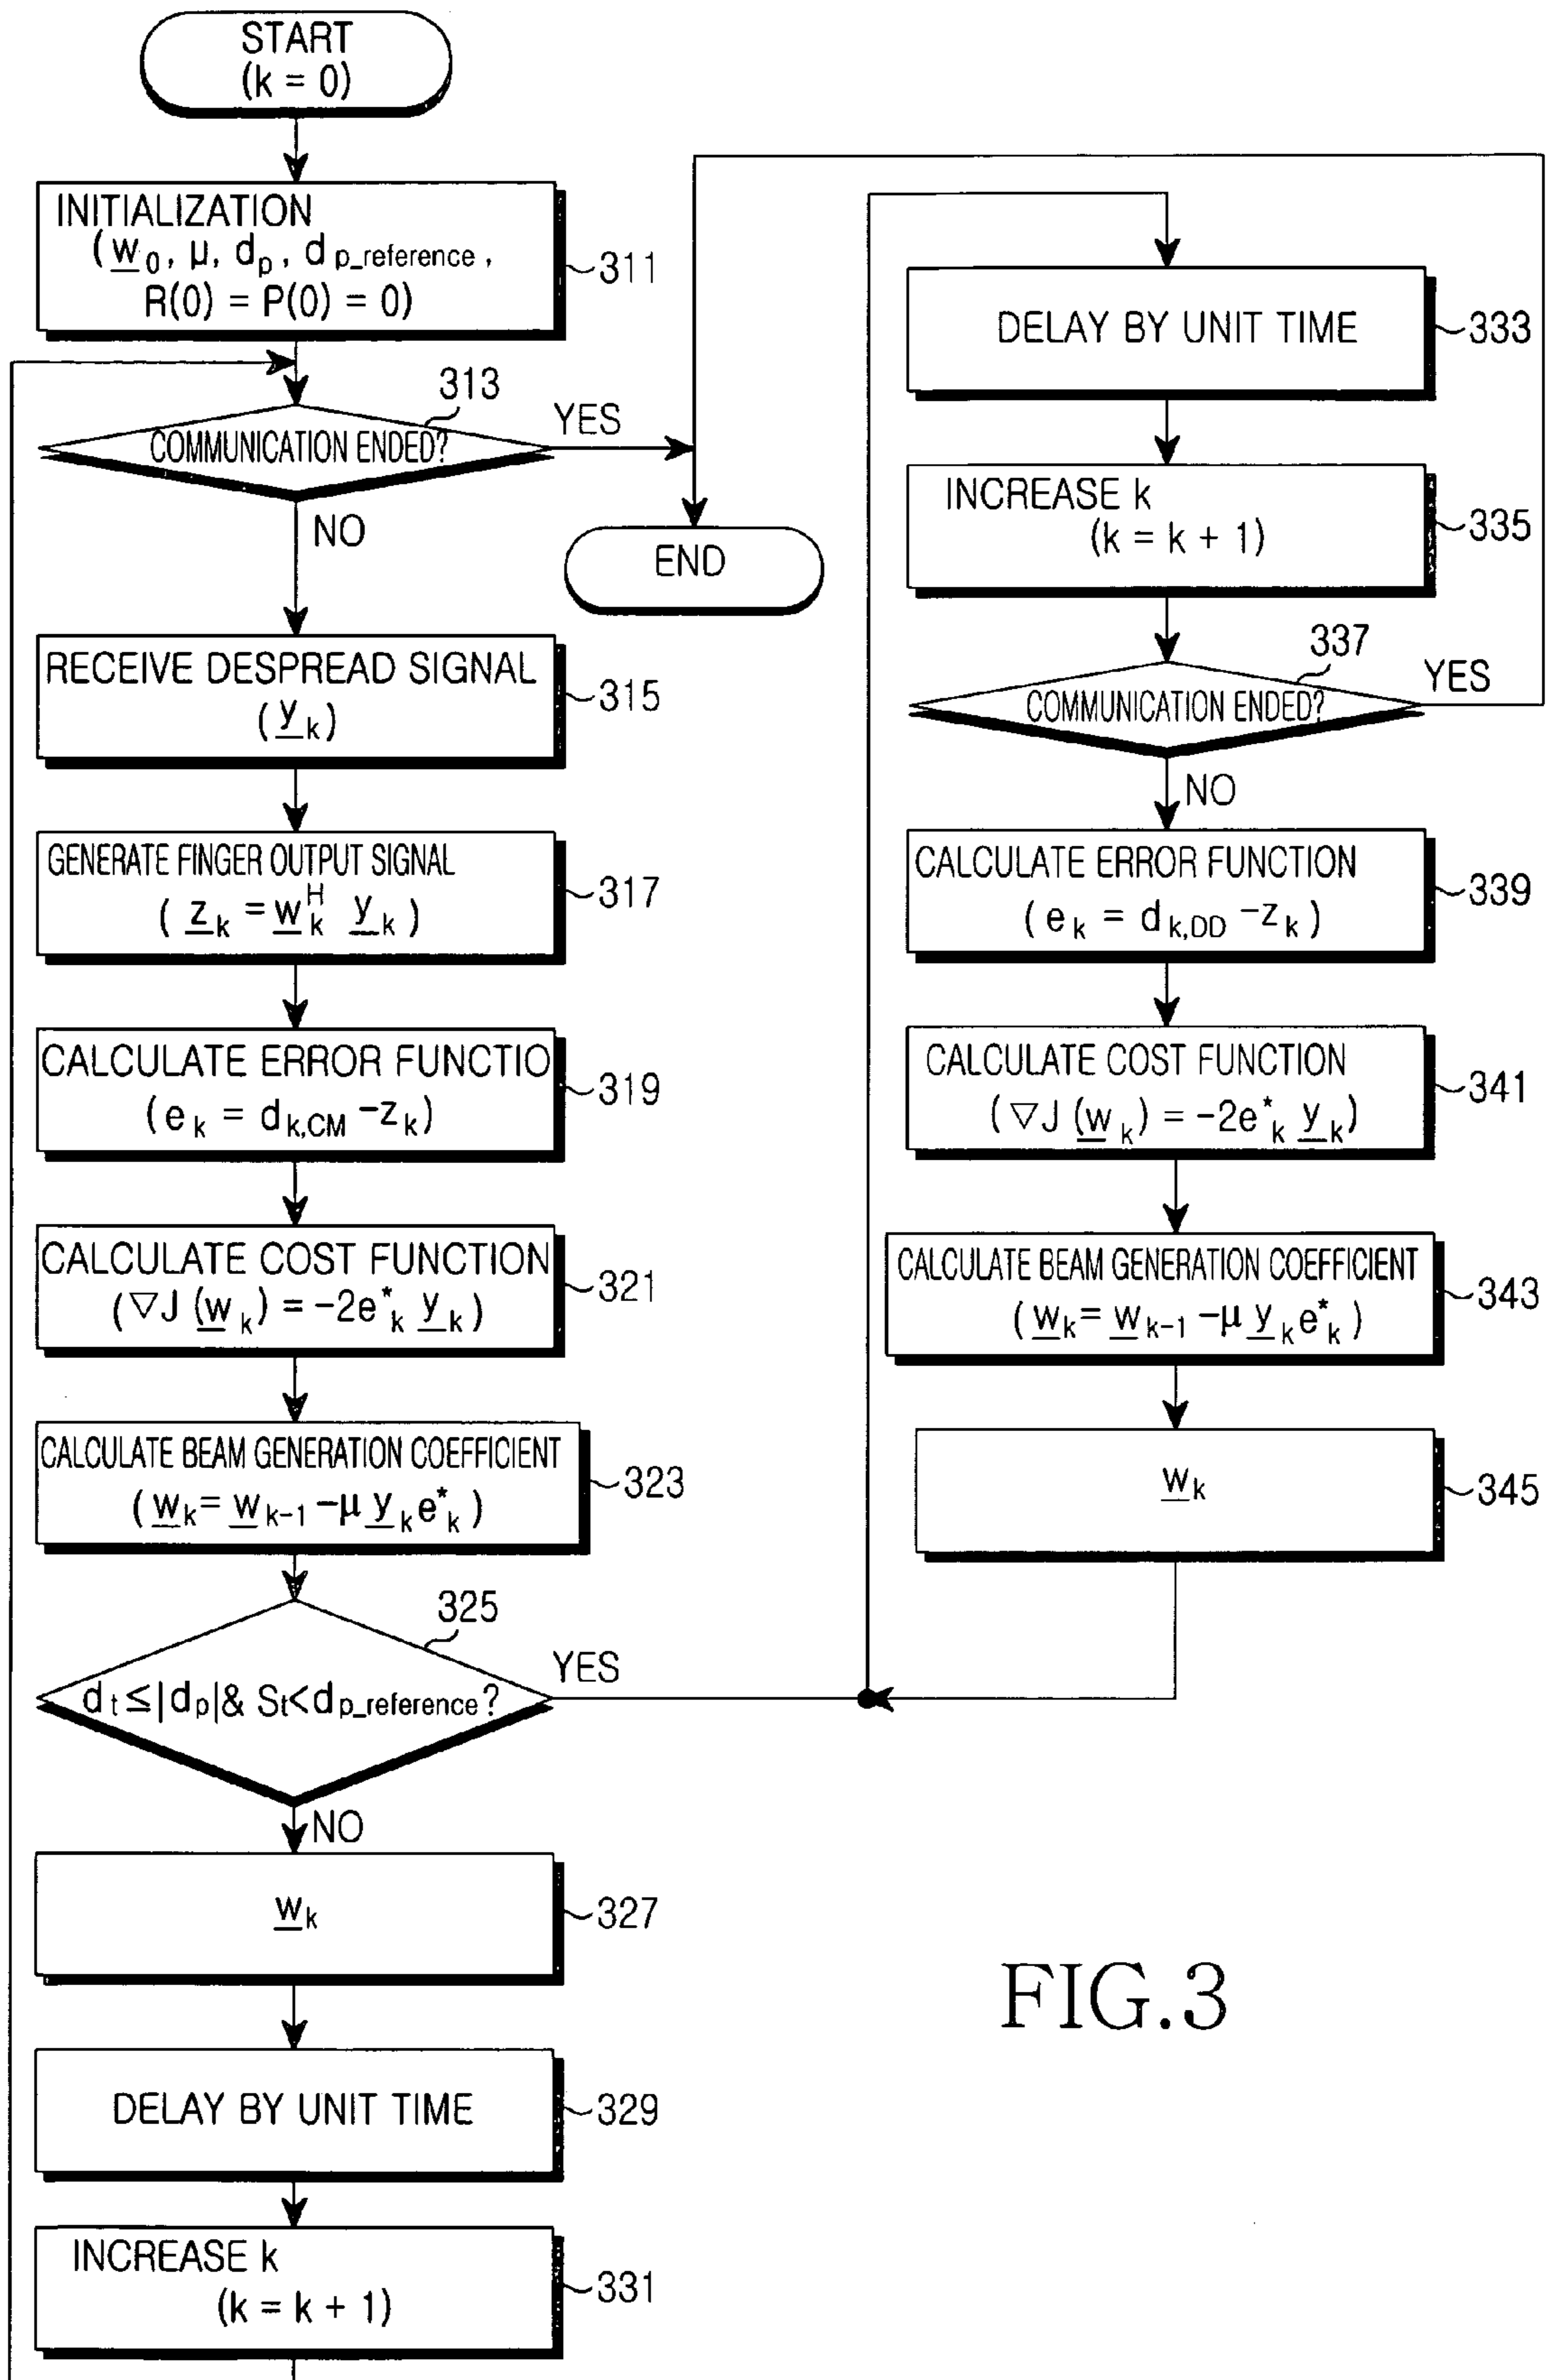 START
(k = 0)
INITIALIZATION
(w0, μ, dp, dp_reference,
R(0) = P(0) = 0)
311
313
COMMUNICATION ENDED?
YES
NO
END
RECEIVE DESPREAD SIGNAL
(yk)
315
GENERATE FINGER OUTPUT SIGNAL
(zk = wkH yk)
317
CALCULATE ERROR FUNCTIO
(ek = dk,CM -zk)
319
CALCULATE COST FUNCTION
(▽J (wk) = -2e*k yk)
321
CALCULATE BEAM GENERATION COEFFICIENT
(wk= wk-1 -μ yk e*k)
323
325
dt ≤|dp|& St<dp_reference?
YES
NO
wk
327
DELAY BY UNIT TIME
329
INCREASE k
(k = k + 1)
331
DELAY BY UNIT TIME
333
INCREASE k
(k = k + 1)
335
337
COMMUNICATION ENDED?
YES
NO
CALCULATE ERROR FUNCTION
(ek = dk,DD -zk)
339
CALCULATE COST FUNCTION
(▽J (wk) = -2e*k yk)
341
CALCULATE BEAM GENERATION COEFFICIENT
(wk= wk-1 -μ yk e*k)
343
wk
345
FIG.3